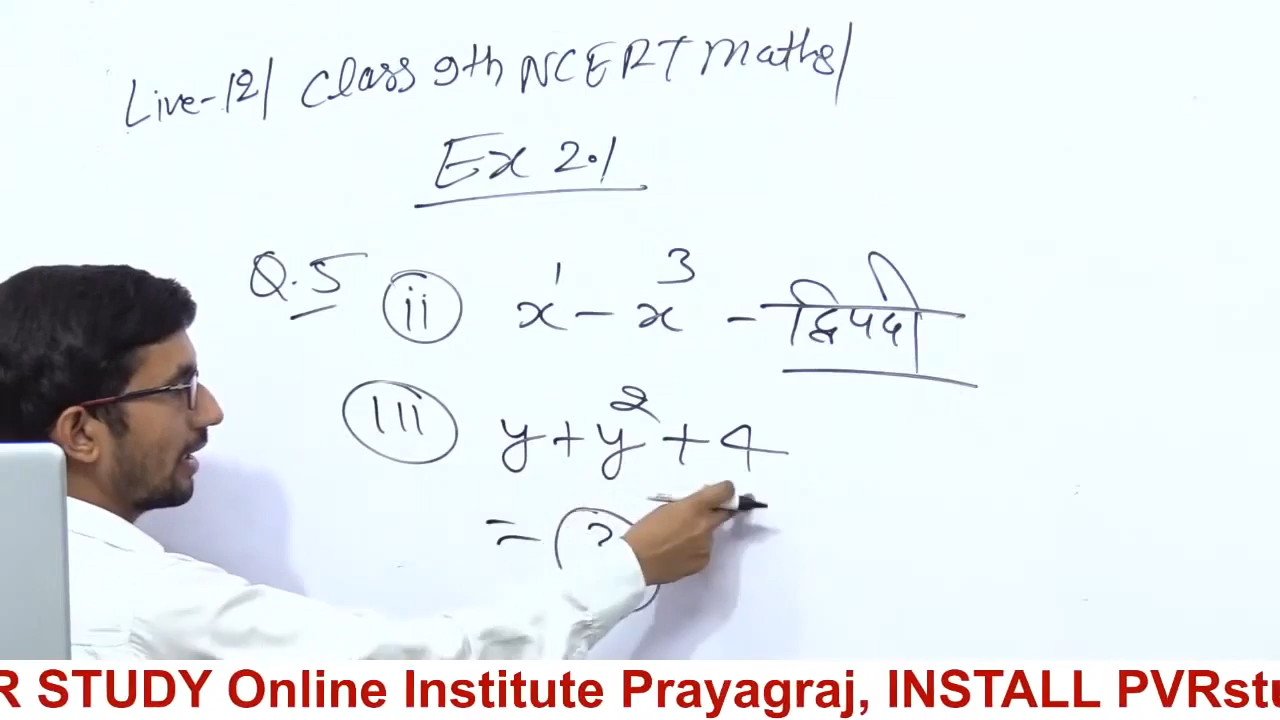 Live-12/ Class 9th NCERT Maths/
Ex 2.1
Q.5 ii x¹ - x³ - द्विपदी
iii y + y² + 4
=
R STUDY Online Institute Prayagraj, INSTALL PVRstu